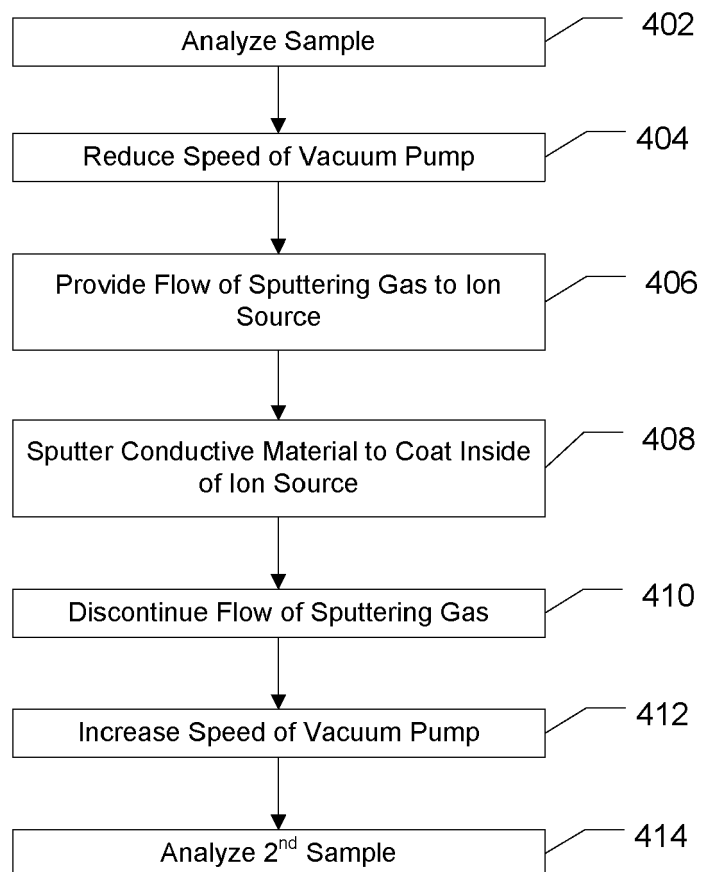 Analyze Sample
402
Reduce Speed of Vacuum Pump
404
Provide Flow of Sputtering Gas to Ion
Source
406
Sputter Conductive Material to Coat Inside
of Ion Source
408
Discontinue Flow of Sputtering Gas
410
Increase Speed of Vacuum Pump
412
Analyze 2nd Sample
414